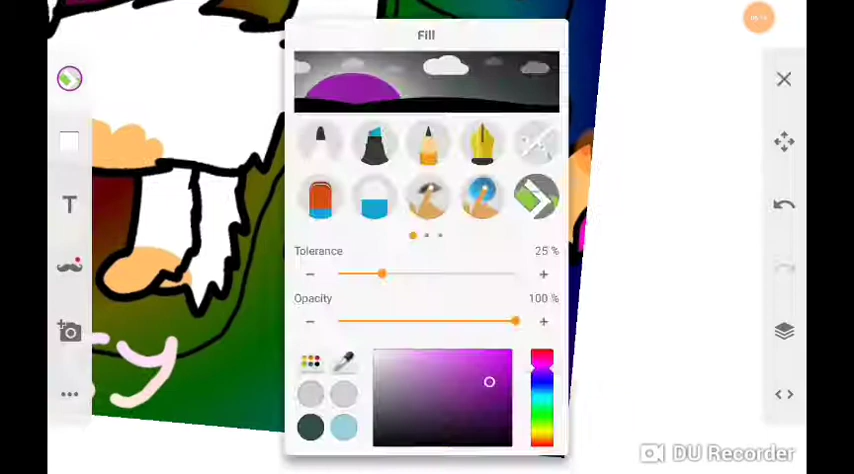 Fill
Tolerance 25 %
Opacity 100 %
T
y
DU Recorder